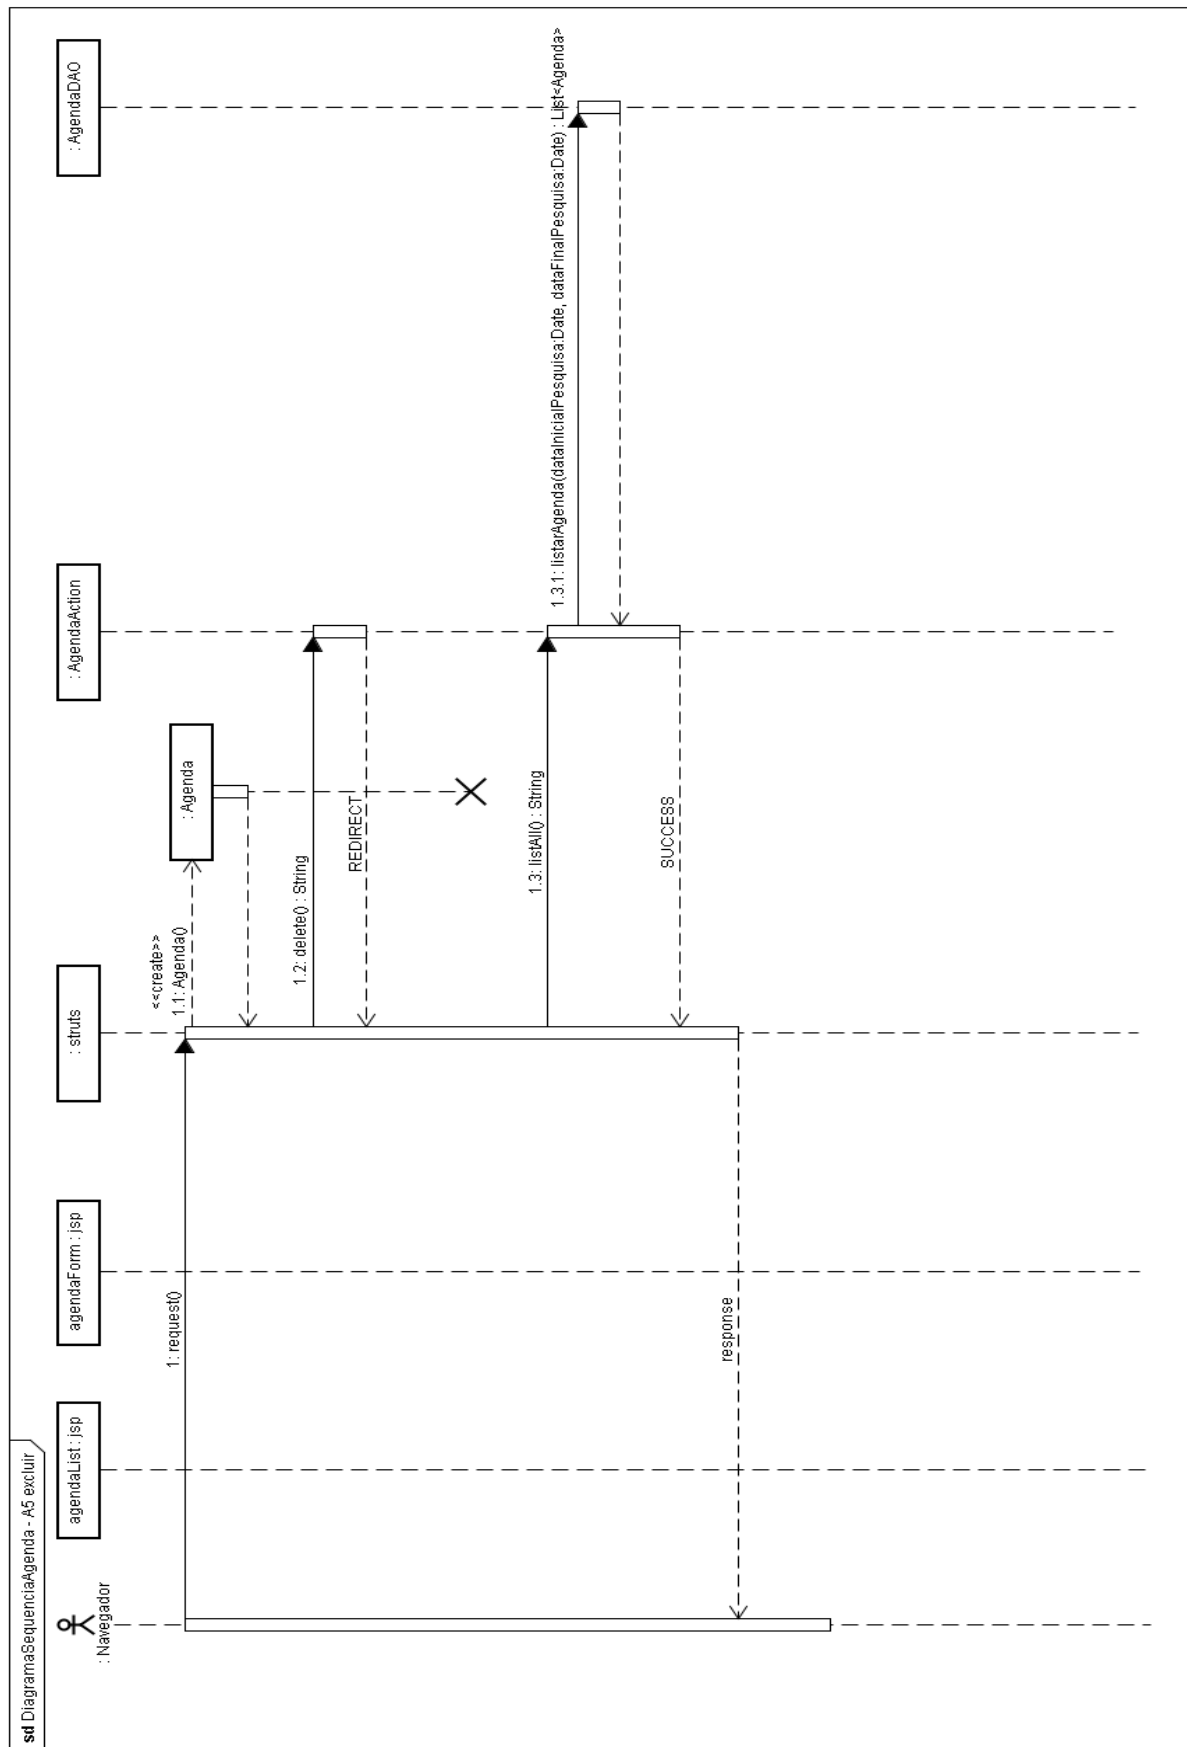 sd DiagramaSequenciaAgenda - A5 excluir
: Navegador
agendaList : jsp
agendaForm : jsp
: struts
: AgendaAction
: AgendaDAO
1: request()
<<create>>
1.1: Agenda()
: Agenda
1.2: delete() : String
REDIRECT
1.3: listAll() : String
1.3.1: listarAgenda(dataInicialPesquisa:Date, dataFinalPesquisa:Date) : List<Agenda>
SUCCESS
response